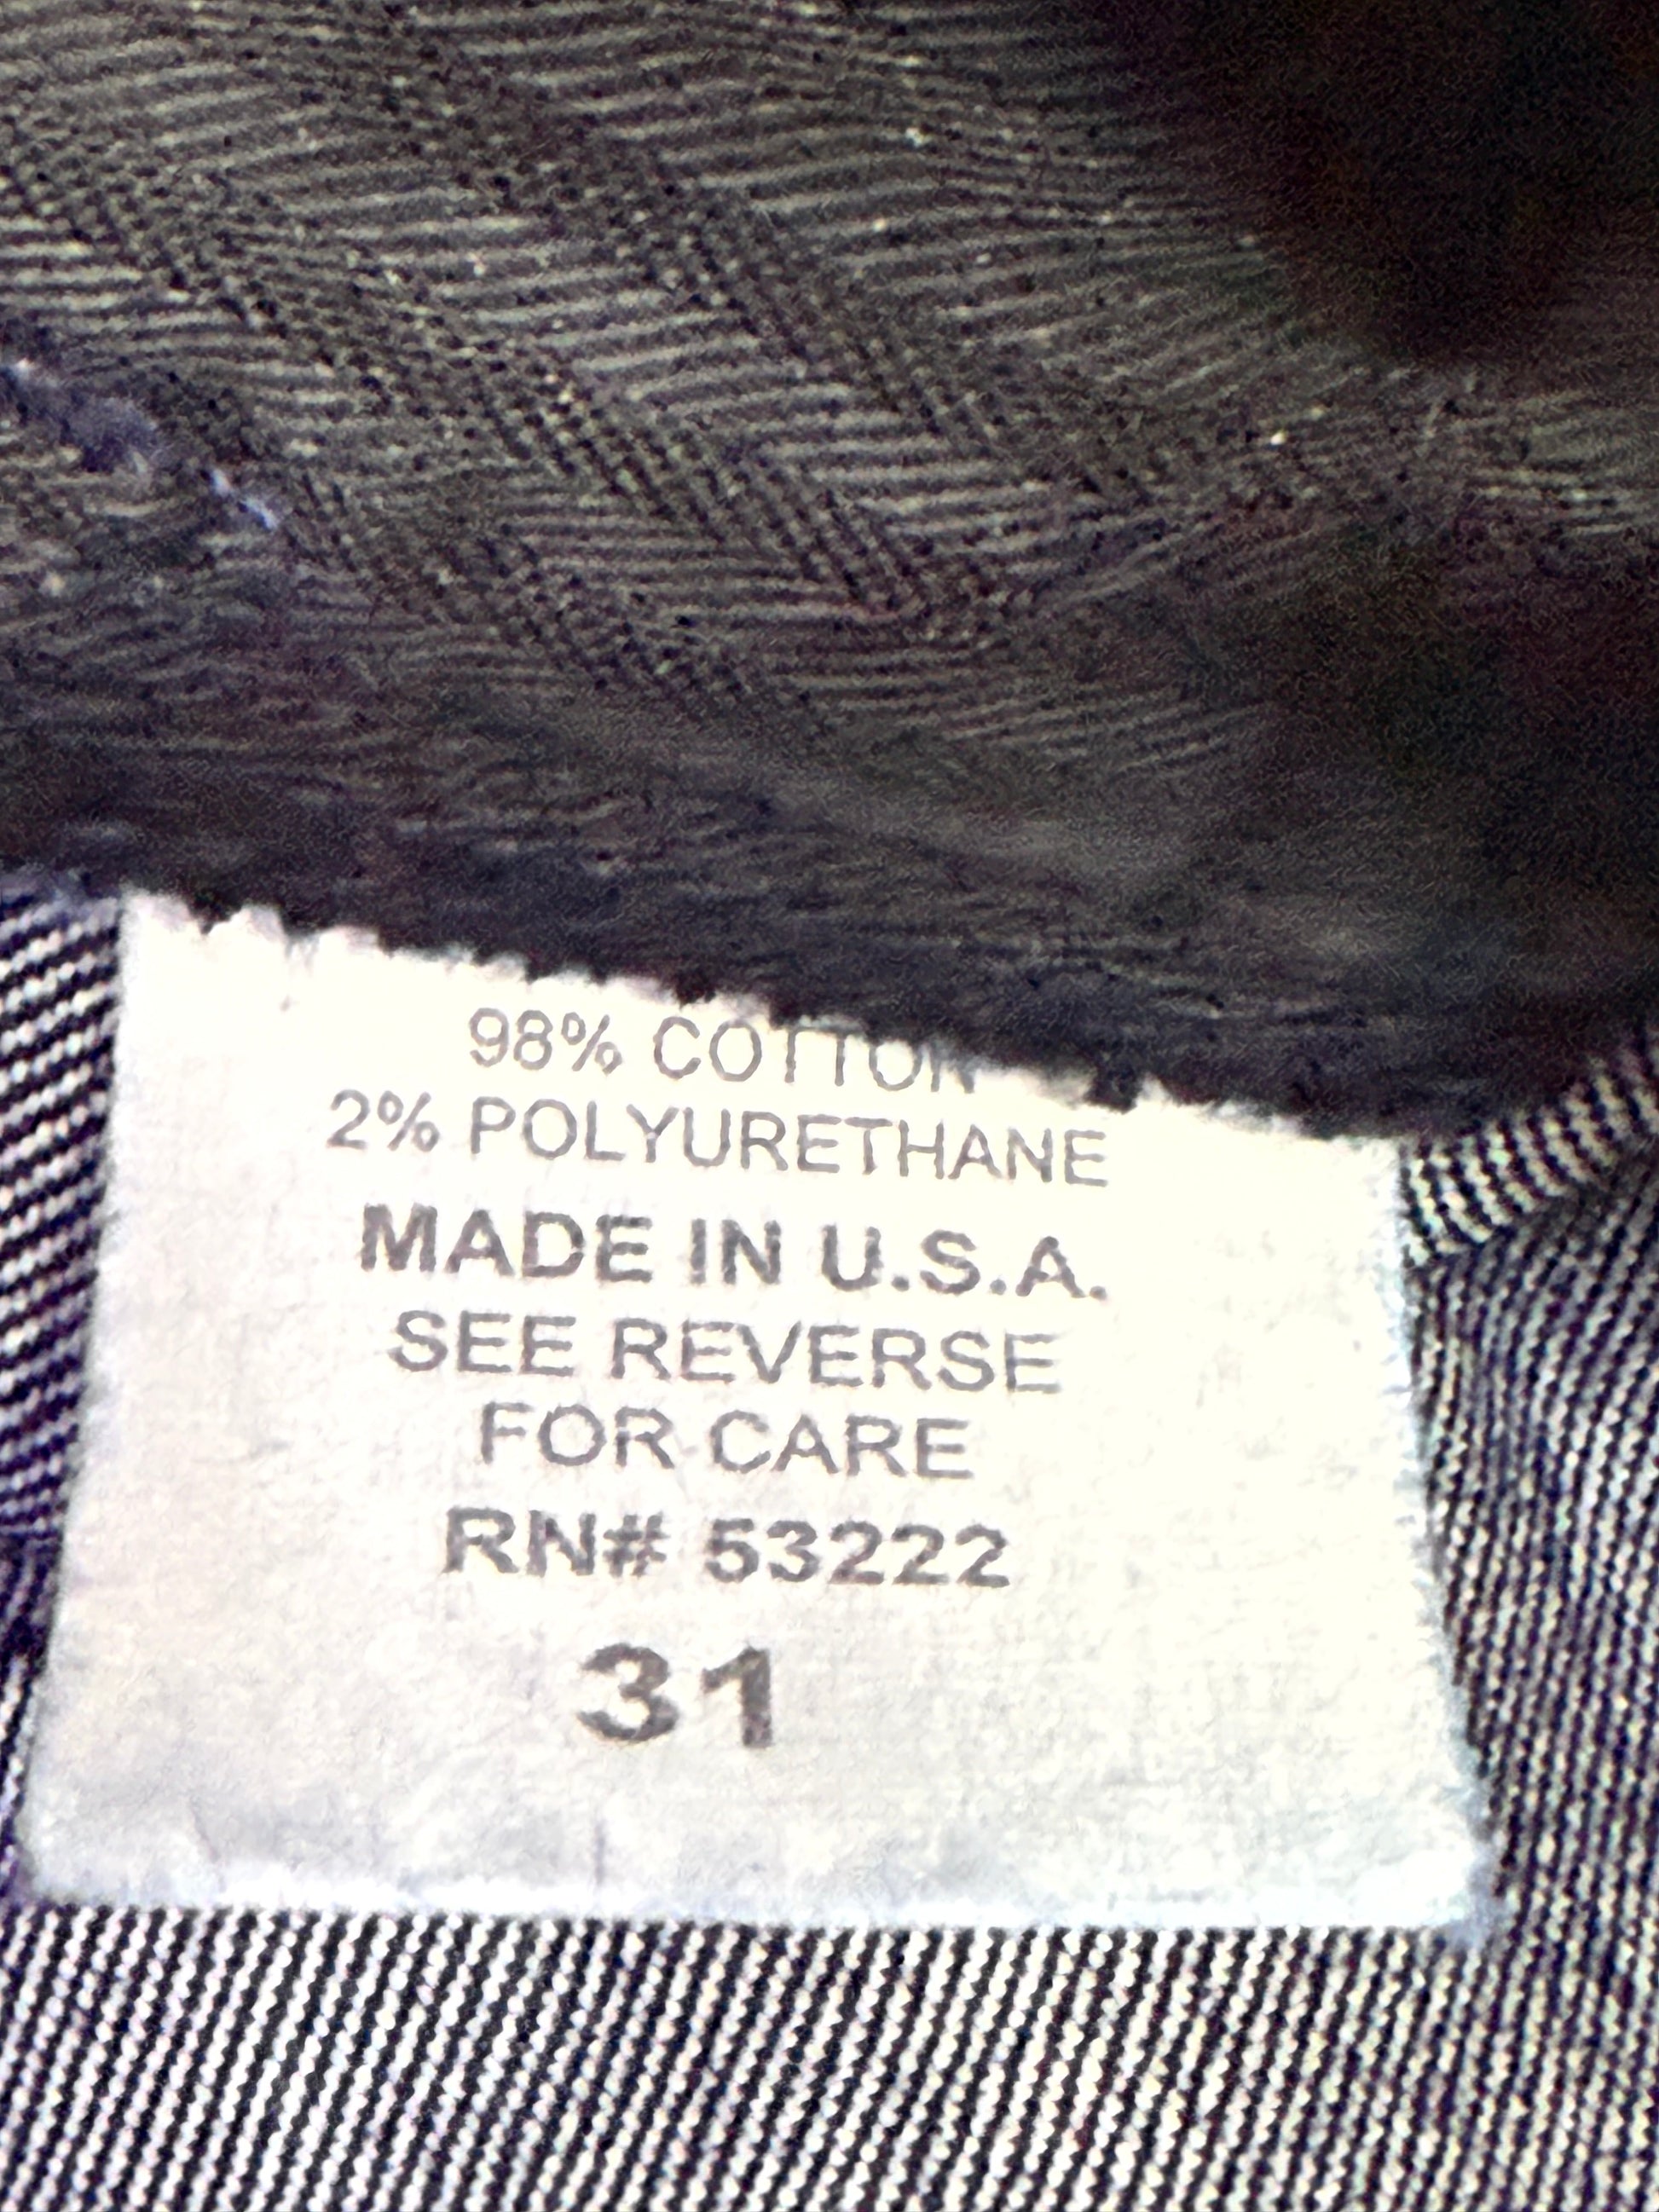 98% COTTON
2% POLYURETHANE
MADE IN U.S.A.
SEE REVERSE
FOR CARE
RN# 53222
31